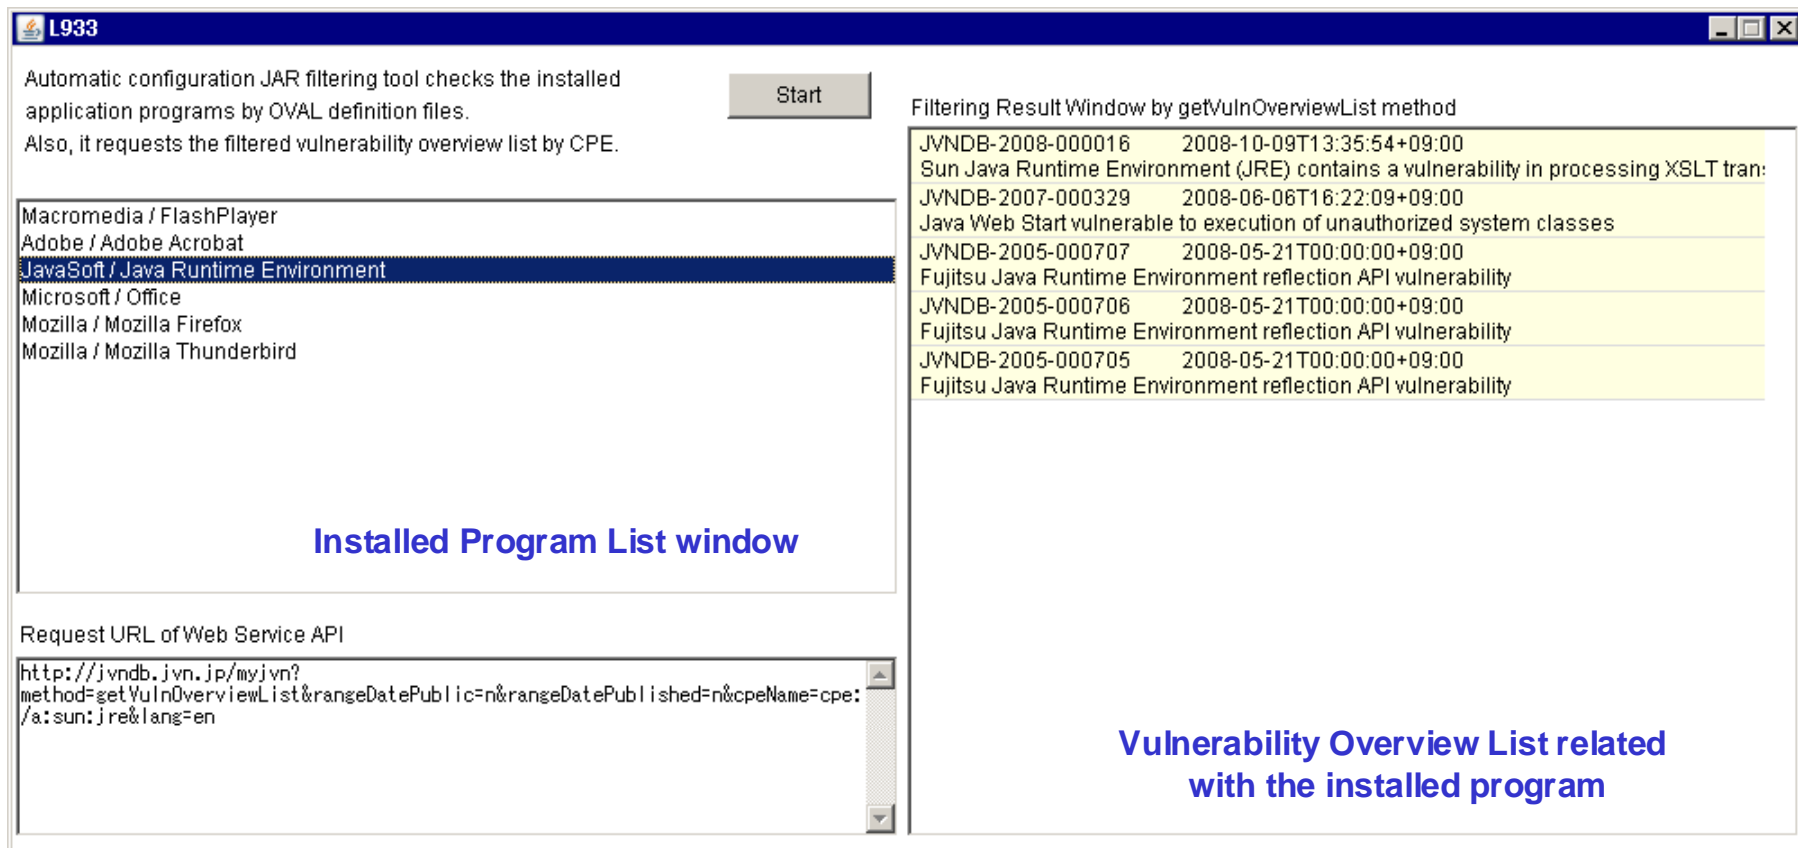 L933
Automatic configuration JAR filtering tool checks the installed
application programs by OVAL definition files.
Also, it requests the filtered vulnerability overview list by CPE.
Start
Macromedia / FlashPlayer
Adobe / Adobe Acrobat
JavaSoft / Java Runtime Environment
Microsoft / Office
Mozilla / Mozilla Firefox
Mozilla / Mozilla Thunderbird
Installed Program List window
Request URL of Web Service API
http://jvndb.jvn.jp/myjvn?
method=getVulnOverviewList&rangeDatePublic=n&rangeDatePublished=n&cpeName=cpe:
/a:sun:jre&lang=en
Filtering Result Window by getVulnOverviewList method
JVNDB-2008-000016 2008-10-09T13:35:54+09:00
Sun Java Runtime Environment (JRE) contains a vulnerability in processing XSLT trans
JVNDB-2007-000329 2008-06-06T16:22:09+09:00
Java Web Start vulnerable to execution of unauthorized system classes
JVNDB-2005-000707 2008-05-21T00:00:00+09:00
Fujitsu Java Runtime Environment reflection API vulnerability
JVNDB-2005-000706 2008-05-21T00:00:00+09:00
Fujitsu Java Runtime Environment reflection API vulnerability
JVNDB-2005-000705 2008-05-21T00:00:00+09:00
Fujitsu Java Runtime Environment reflection API vulnerability
Vulnerability Overview List related
with the installed program